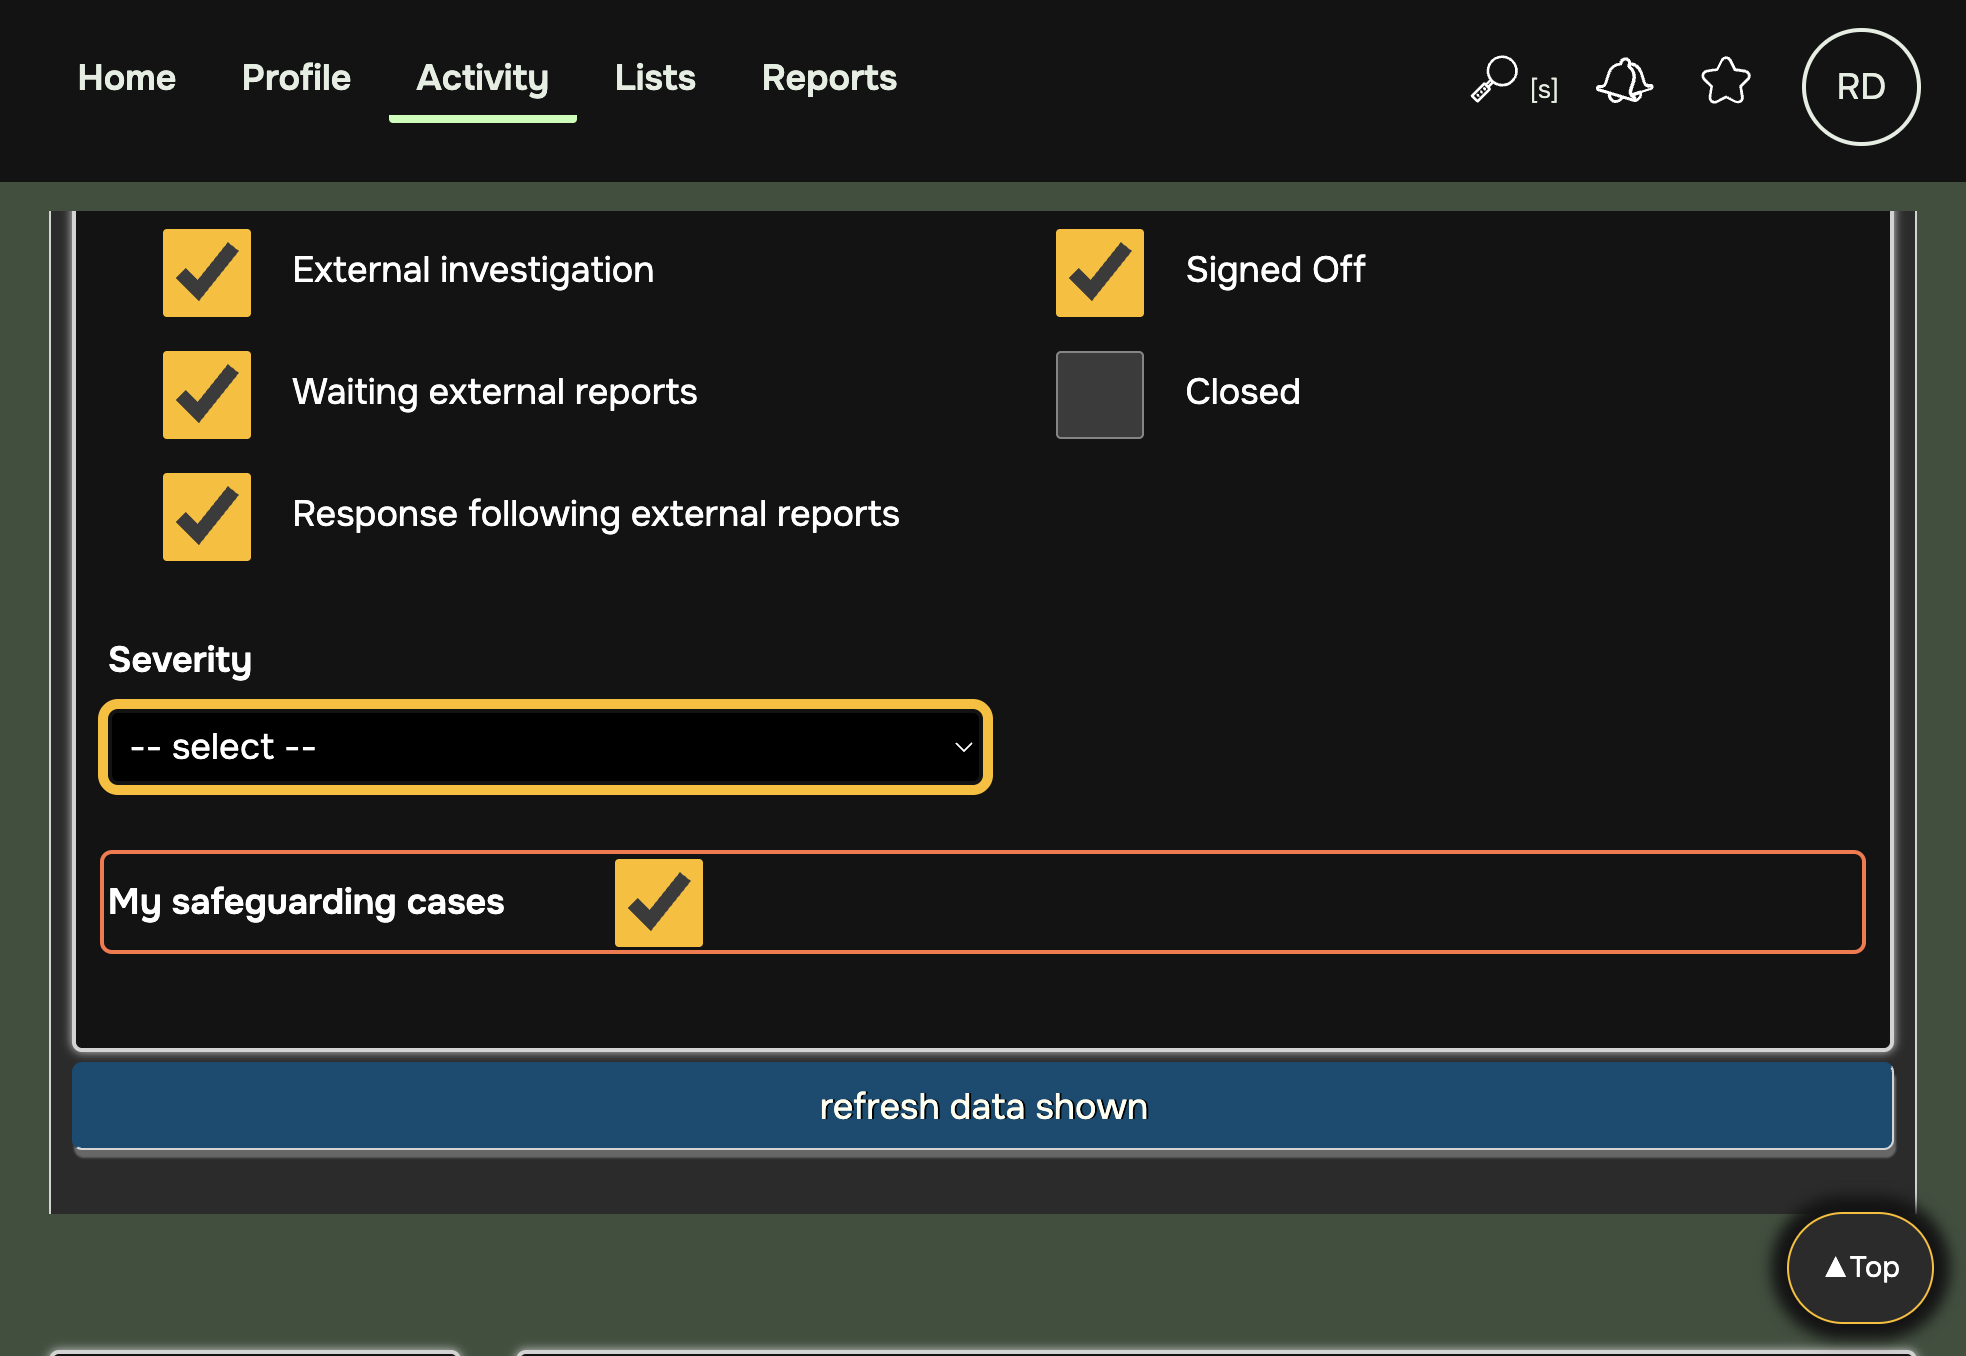 Home Profile Activity Lists Reports [s] RD
External investigation Signed Off
Waiting external reports Closed
Response following external reports
Severity
-- select --
My safeguarding cases
refresh data shown
▲Top